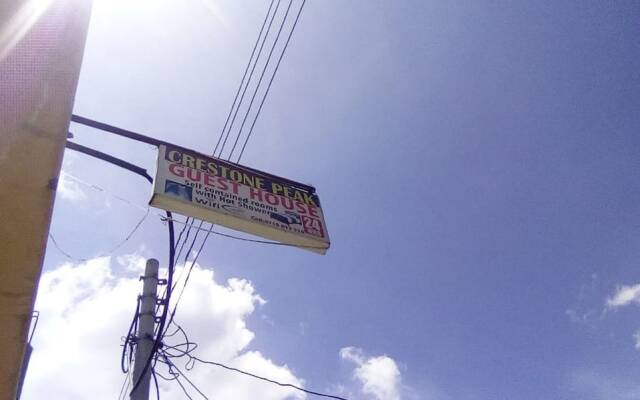 CRESTONE PEAK
GUEST HOUSE
Self contained rooms
with Hot Shower
Wifi
24